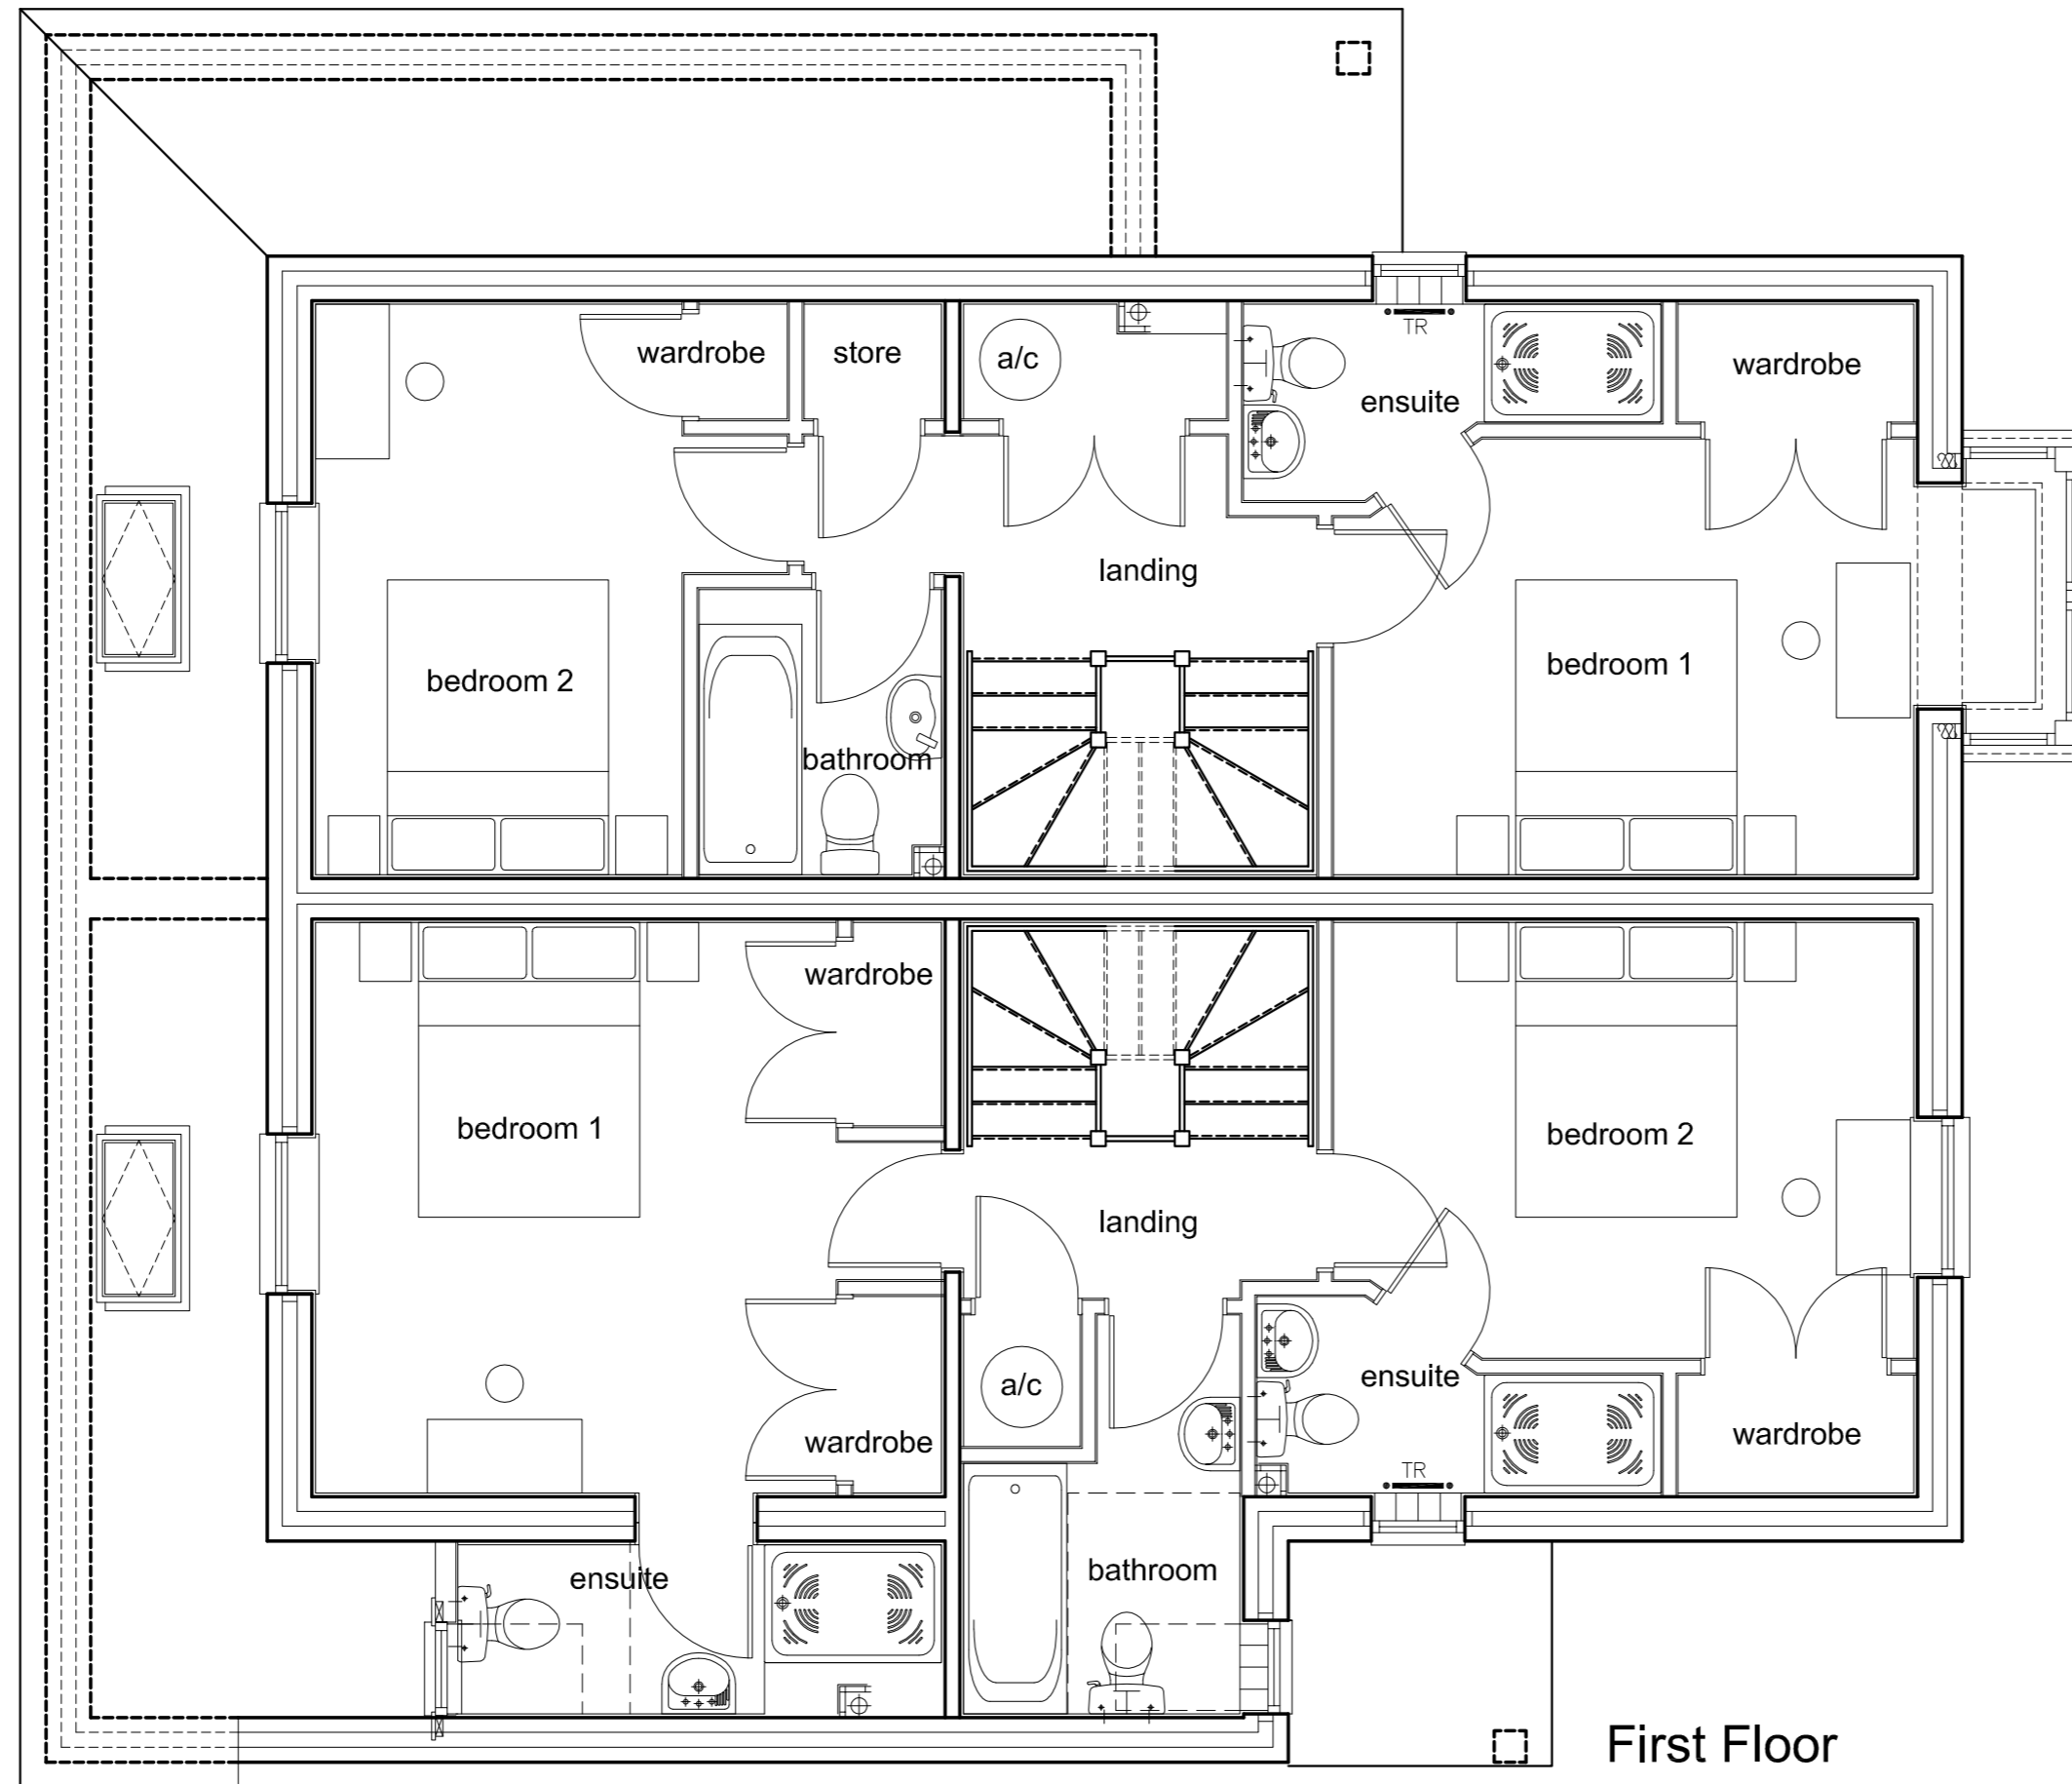 wardrobe
store
a/c
TR
ensuite
wardrobe
landing
bedroom 2
bedroom 1
bathroom
wardrobe
bedroom 1
bedroom 2
landing
ensuite
a/c
wardrobe
wardrobe
TR
ensuite
bathroom
First Floor